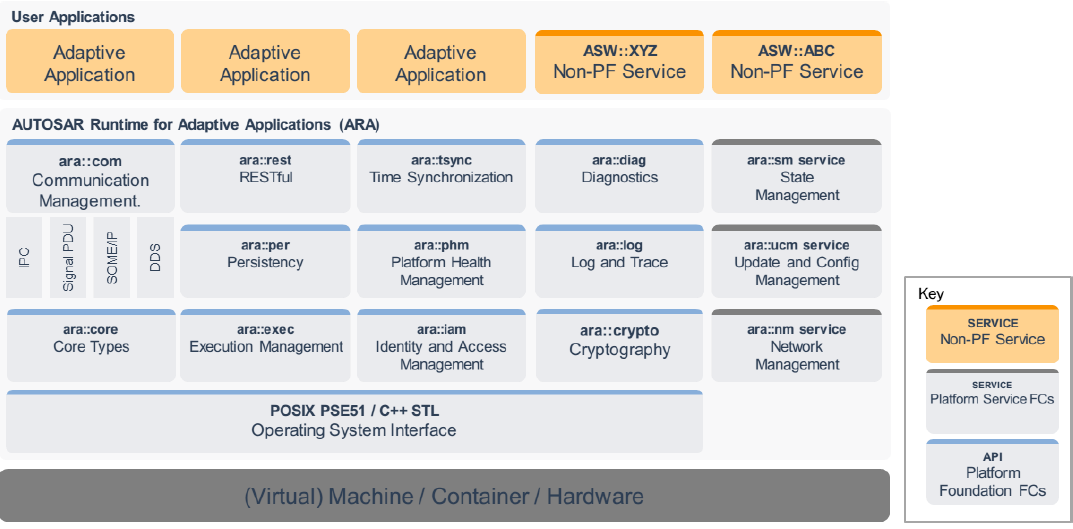 User Applications
Adaptive
Application
Adaptive
Application
Adaptive
Application
ASW::XYZ
Non-PF Service
ASW::ABC
Non-PF Service
AUTOSAR Runtime for Adaptive Applications (ARA)
ara::com
Communication
Management.
ara::rest
RESTful
ara::tsync
Time Synchronization
ara::diag
Diagnostics
ara::sm service
State
Management
IPC
Signal PDU
SOME/IP
DDS
ara::per
Persistency
ara::phm
Platform Health
Management
ara::log
Log and Trace
ara::ucm service
Update and Config
Management
ara::core
Core Types
ara::exec
Execution Management
ara::iam
Identity and Access
Management
ara::crypto
Cryptography
ara::nm service
Network
Management
POSIX PSE51 / C++ STL
Operating System Interface
(Virtual) Machine / Container / Hardware
Key
SERVICE
Non-PF Service
SERVICE
Platform Service FCs
API
Platform
Foundation FCs